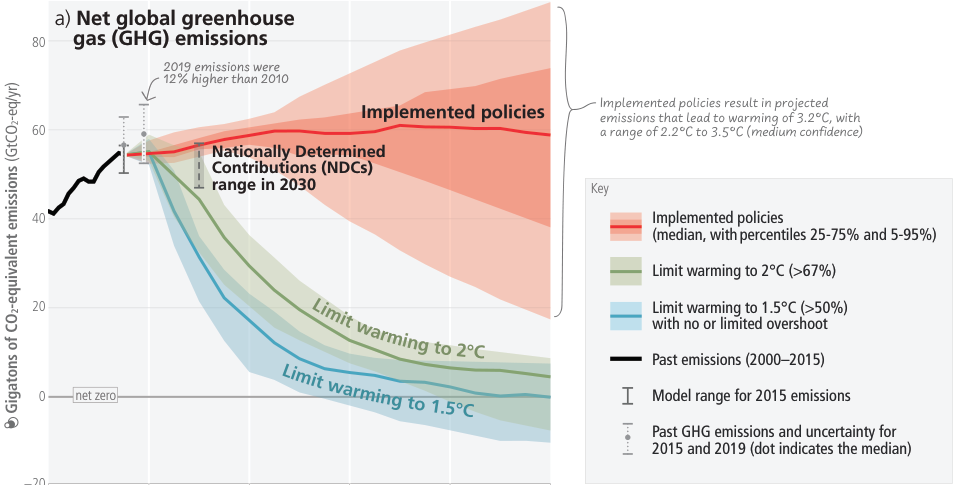 a) Net global greenhouse
gas (GHG) emissions
80
60
40
20
0
−20
Gigatons of CO₂-equivalent emissions (GtCO₂-eq/yr)
2019 emissions were
12% higher than 2010
Implemented policies
Nationally Determined
Contributions (NDCs)
range in 2030
Limit warming to 2°C
Limit warming to 1.5°C
net zero
Implemented policies result in projected
emissions that lead to warming of 3.2°C, with
a range of 2.2°C to 3.5°C (medium confidence)
Key
Implemented policies
(median, with percentiles 25-75% and 5-95%)
Limit warming to 2°C (>67%)
Limit warming to 1.5°C (>50%)
with no or limited overshoot
Past emissions (2000–2015)
Model range for 2015 emissions
Past GHG emissions and uncertainty for
2015 and 2019 (dot indicates the median)